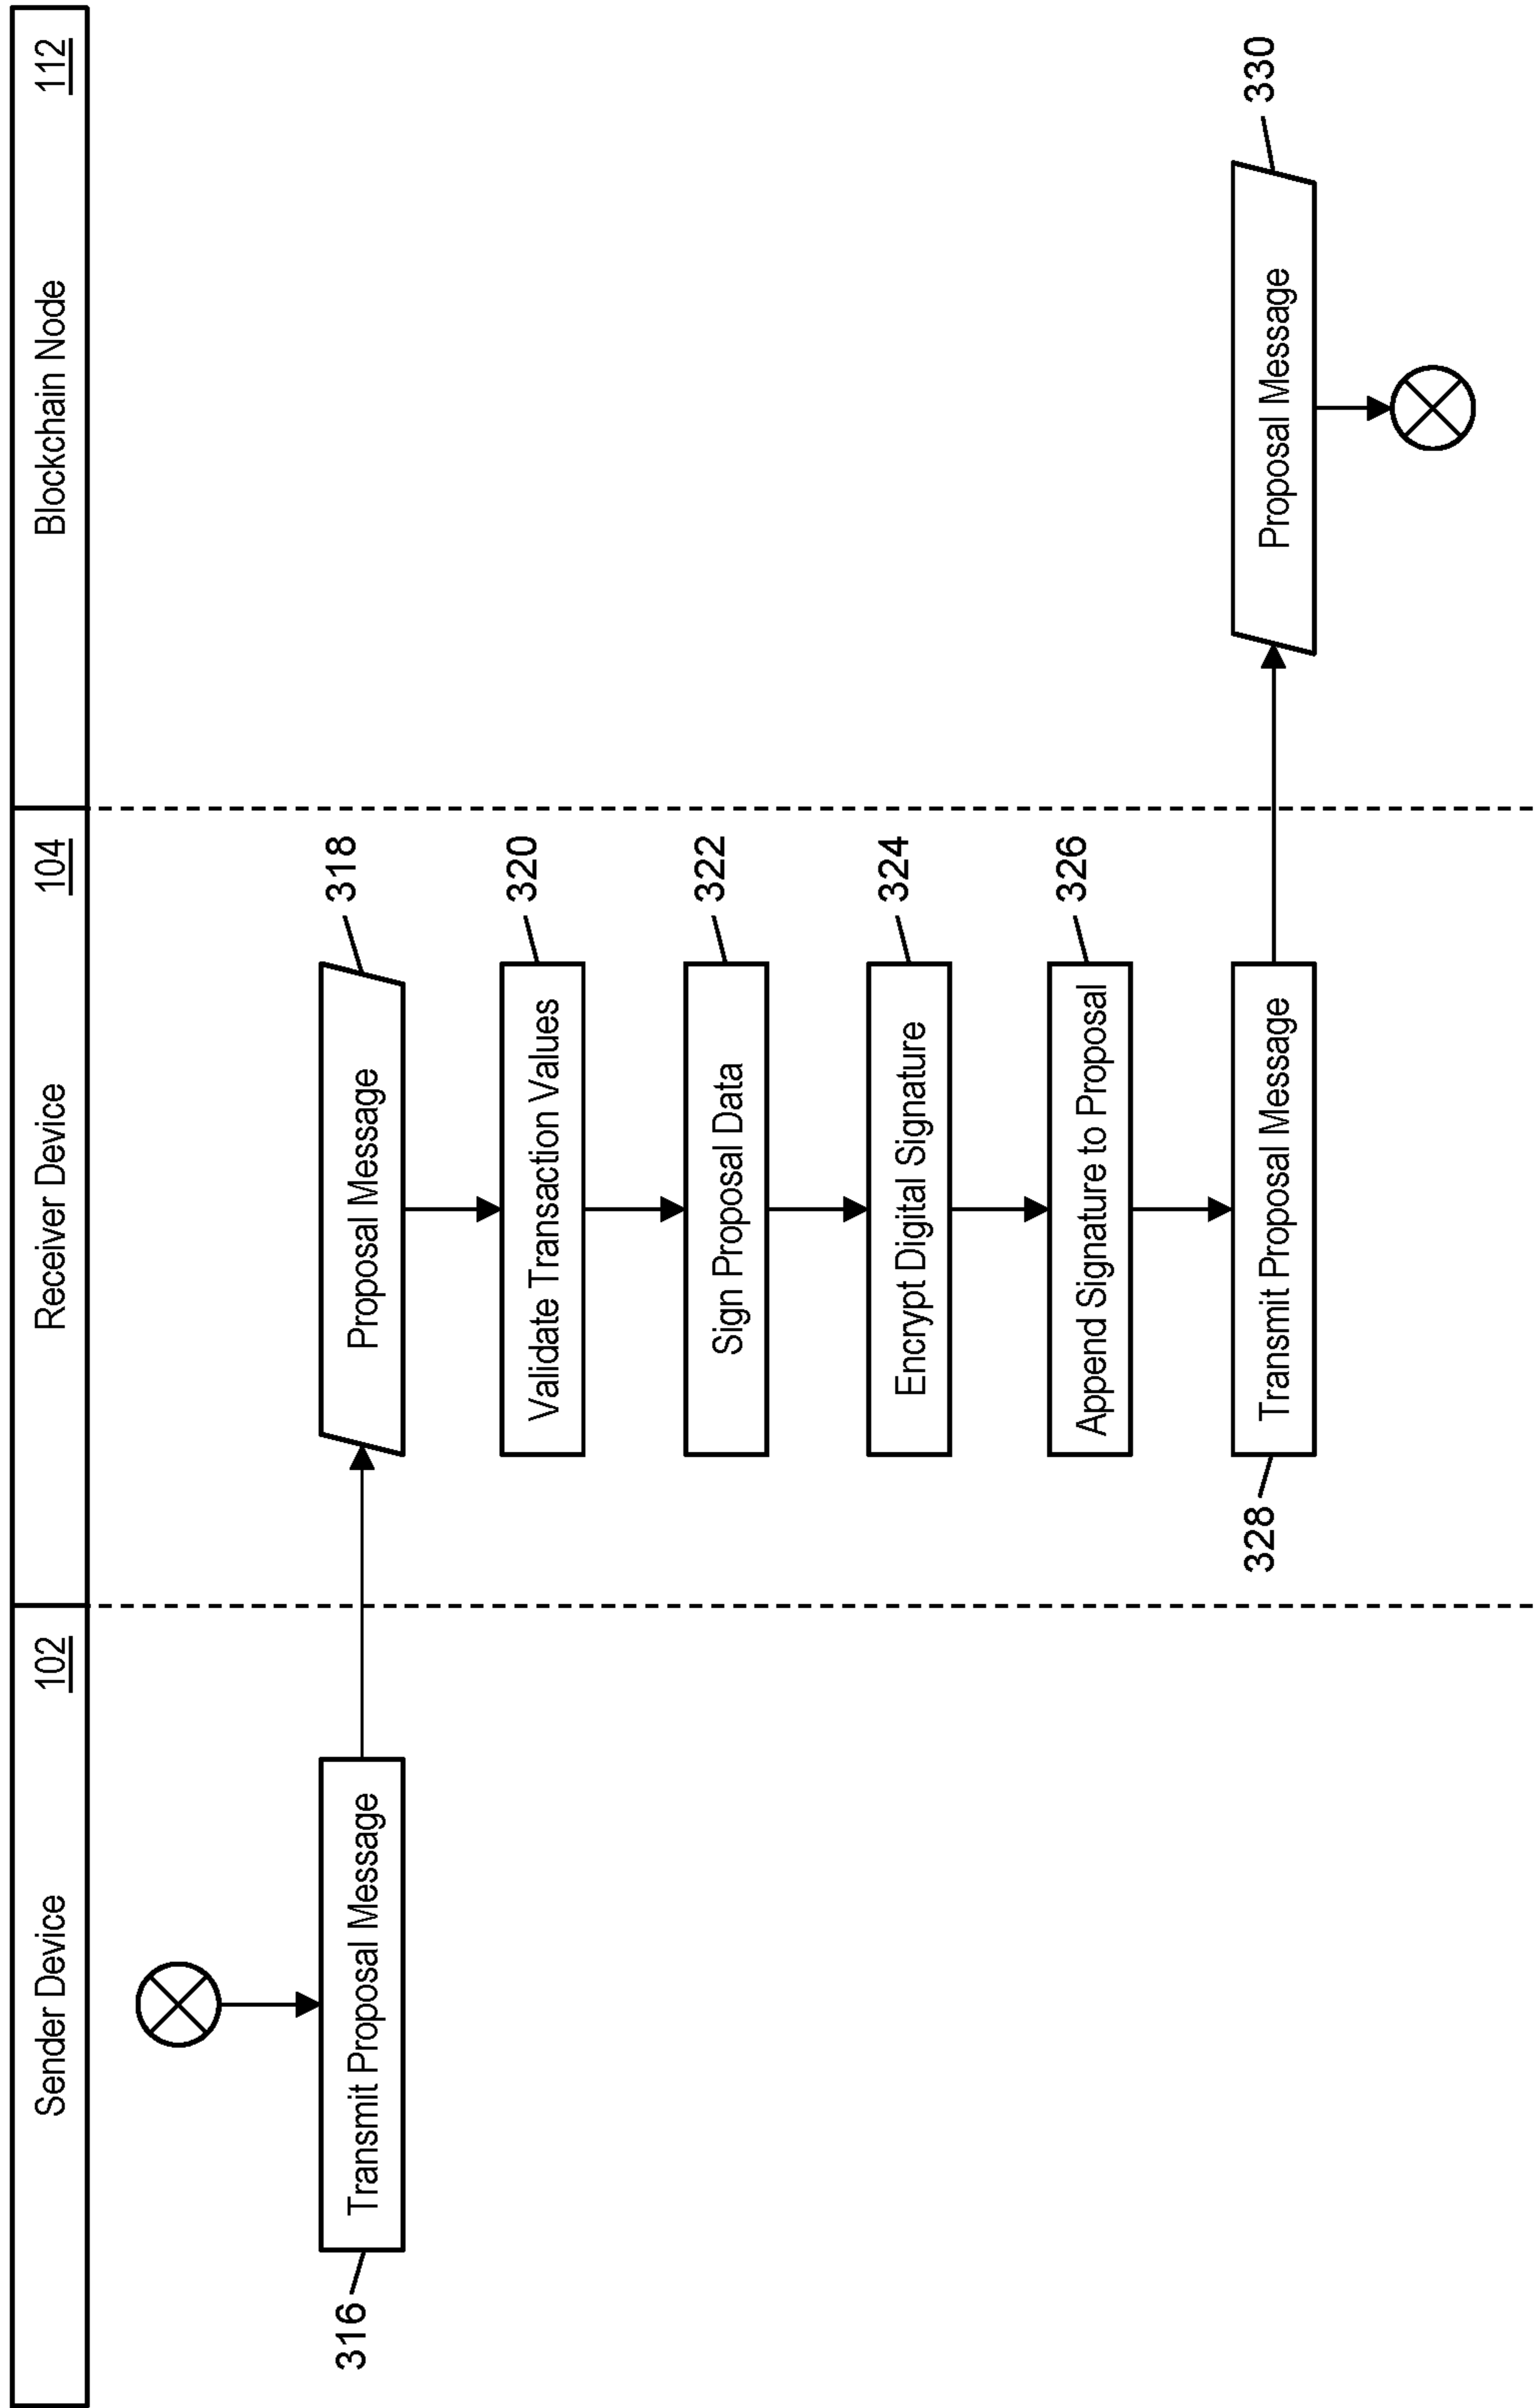 Sender Device 102
Receiver Device 104
Blockchain Node 112
316
Transmit Proposal Message
Proposal Message
318
Validate Transaction Values
320
Sign Proposal Data
322
Encrypt Digital Signature
324
Append Signature to Proposal
326
328
Transmit Proposal Message
Proposal Message
330